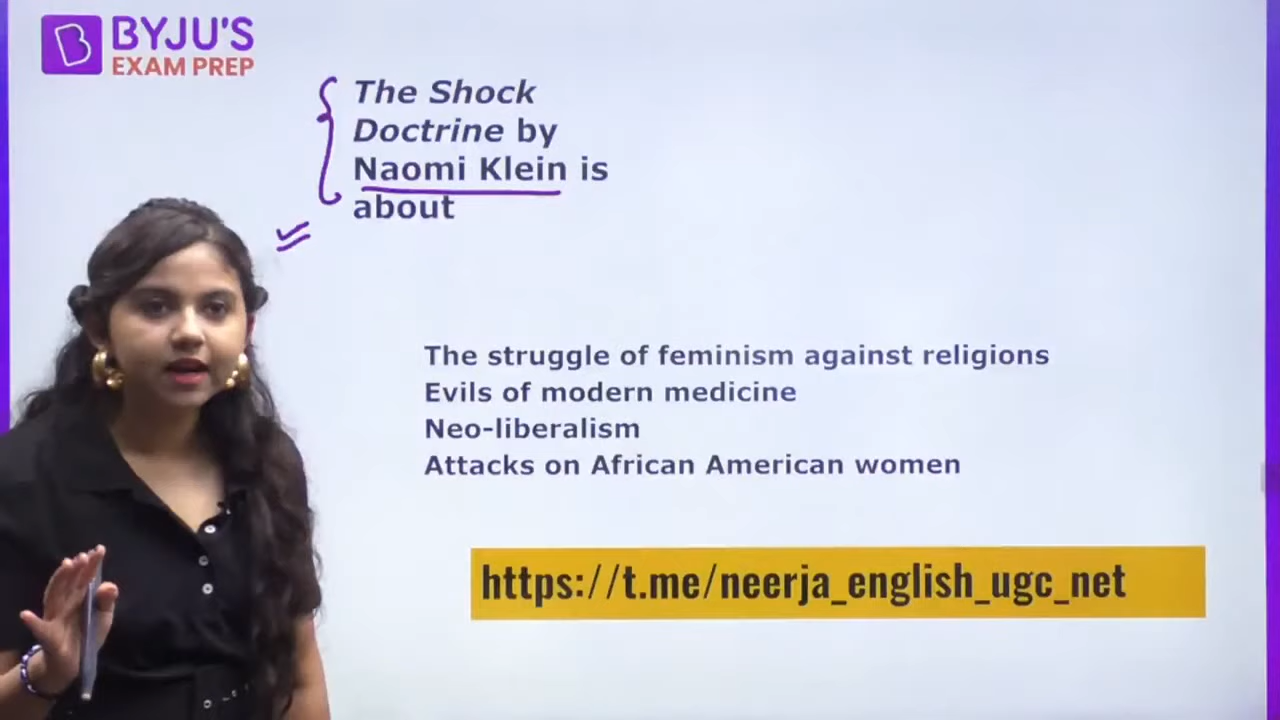 BYJU'S
EXAM PREP
The Shock
Doctrine by
Naomi Klein is
about
The struggle of feminism against religions
Evils of modern medicine
Neo-liberalism
Attacks on African American women
https://t.me/neerja_english_ugc_net